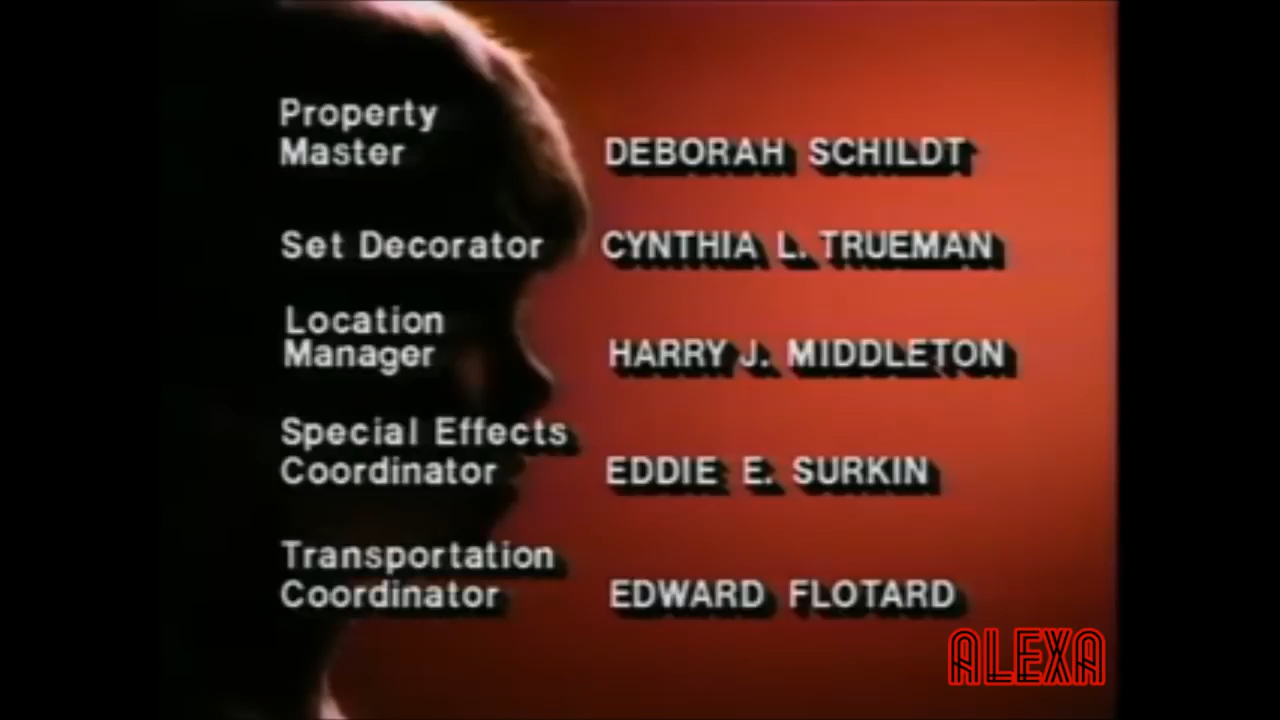 Property
Master DEBORAH SCHILDT
Set Decorator CYNTHIA L. TRUEMAN
Location
Manager HARRY J. MIDDLETON
Special Effects
Coordinator EDDIE E. SURKIN
Transportation
Coordinator EDWARD FLOTARD
ALEXA